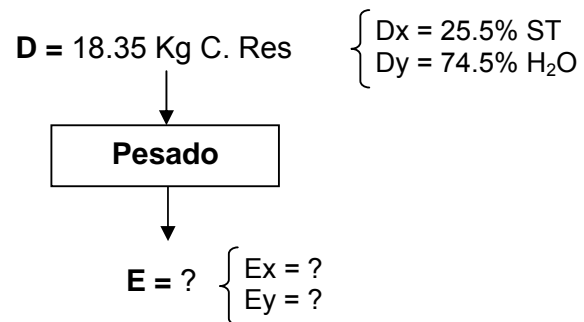 D = 18.35 Kg C. Res
Dx = 25.5% ST
Dy = 74.5% H₂O
Pesado
E = ?
Ex = ?
Ey = ?